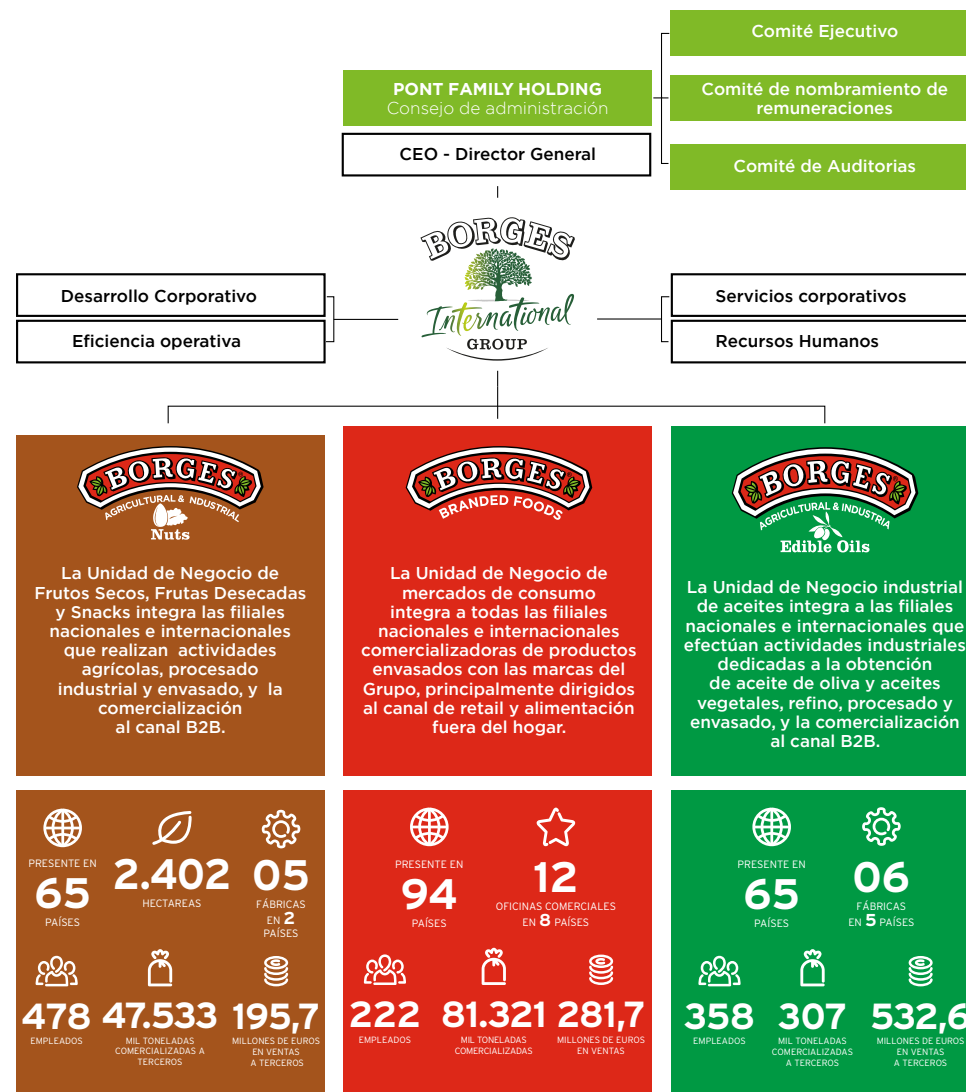 Comité Ejecutivo
PONT FAMILY HOLDING
Consejo de administración
Comité de nombramiento de
remuneraciones
CEO - Director General
Comité de Auditorias
BORGES
International
GROUP
Desarrollo Corporativo
Eficiencia operativa
Servicios corporativos
Recursos Humanos
BORGES
AGRICULTURAL & NDUSTRIAL
Nuts
La Unidad de Negocio de
Frutos Secos, Frutas Desecadas
y Snacks integra las filiales
nacionales e internacionales
que realizan actividades
agrícolas, procesado
industrial y envasado, y la
comercialización
al canal B2B.
BORGES
BRANDED FOODS
La Unidad de Negocio de
mercados de consumo
integra a todas las filiales
nacionales e internacionales
comercializadoras de productos
envasados con las marcas del
Grupo, principalmente dirigidos
al canal de retail y alimentación
fuera del hogar.
BORGES
AGRICULTURAL & INDUSTRIA
Edible Oils
La Unidad de Negocio industrial
de aceites integra a las filiales
nacionales e internacionales que
efectúan actividades industriales
dedicadas a la obtención
de aceite de oliva y aceites
vegetales, refino, procesado y
envasado, y la comercialización
al canal B2B.
PRESENTE EN
65
PAÍSES
2.402
HECTAREAS
05
FÁBRICAS
EN 2
PAÍSES
478
EMPLEADOS
47.533
MIL TONELADAS
COMERCIALIZADAS A
TERCEROS
195,7
MILLONES DE EUROS
EN VENTAS
A TERCEROS
PRESENTE EN
94
PAÍSES
12
OFICINAS COMERCIALES
EN 8 PAÍSES
222
EMPLEADOS
81.321
MIL TONELADAS
COMERCIALIZADAS
281,7
MILLONES DE EUROS
EN VENTAS
PRESENTE EN
65
PAÍSES
06
FÁBRICAS
EN 5 PAÍSES
358
EMPLEADOS
307
MIL TONELADAS
COMERCIALIZADAS
A TERCEROS
532,6
MILLONES DE EUROS
EN VENTAS
A TERCEROS